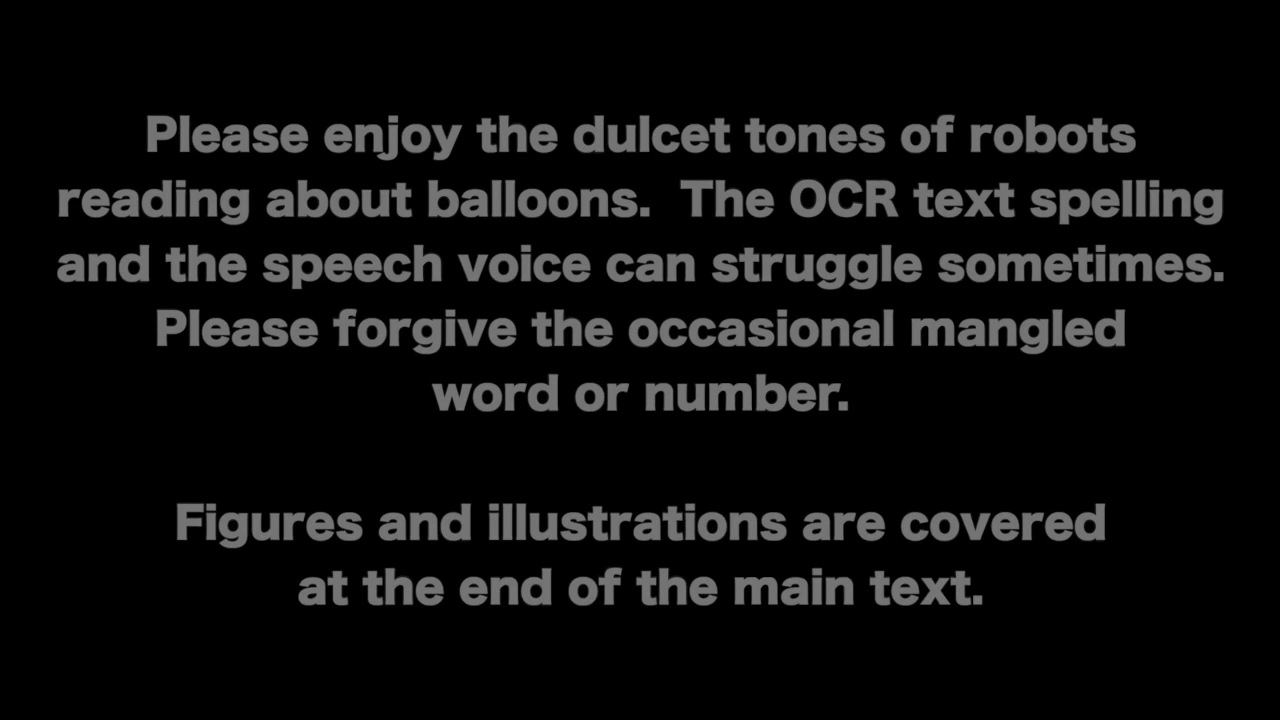 Please enjoy the dulcet tones of robots
reading about balloons.  The OCR text spelling
and the speech voice can struggle sometimes.
Please forgive the occasional mangled
word or number.
Figures and illustrations are covered
at the end of the main text.